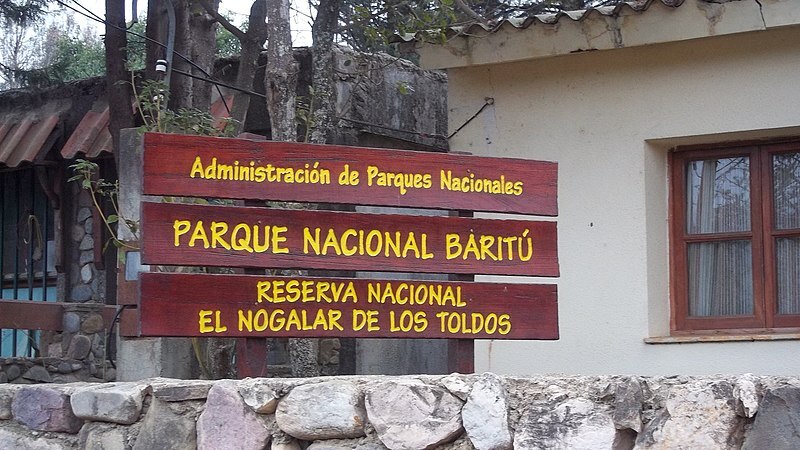 Administración de Parques Nacionales
PARQUE NACIONAL BARITÚ
RESERVA NACIONAL
EL NOGALAR DE LOS TOLDOS